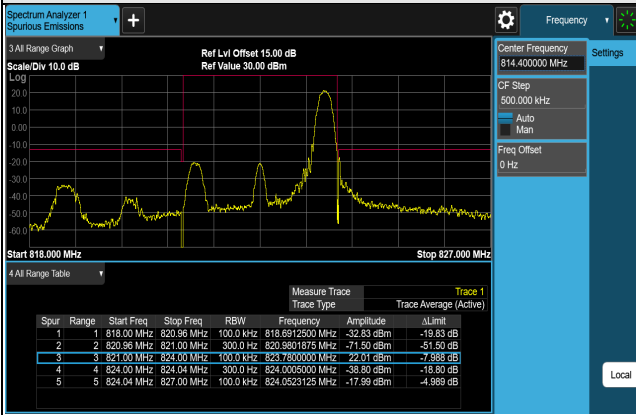 Spectrum Analyzer 1
Spurious Emissions
+
Frequency
3 All Range Graph
Ref Lvl Offset 15.00 dB
Scale/Div 10.0 dB
Ref Value 30.00 dBm
Log
20.0
10.0
0.00
-10.0
-20.0
-30.0
-40.0
-50.0
-60.0
Start 818.000 MHz
Stop 827.000 MHz
4 All Range Table
Measure Trace Trace 1
Trace Type Trace Average (Active)
Spur Range Start Freq Stop Freq RBW Frequency Amplitude ΔLimit
1 1 818.00 MHz 820.96 MHz 100.0 kHz 818.6912500 MHz -32.83 dBm -19.83 dB
2 2 820.96 MHz 821.00 MHz 300.0 Hz 820.9801875 MHz -71.50 dBm -51.50 dB
3 3 821.00 MHz 824.00 MHz 100.0 kHz 823.7800000 MHz 22.01 dBm -7.988 dB
4 4 824.00 MHz 824.04 MHz 300.0 Hz 824.0005000 MHz -38.80 dBm -18.80 dB
5 5 824.04 MHz 827.00 MHz 100.0 kHz 824.0523125 MHz -17.99 dBm -4.989 dB
Center Frequency
814.400000 MHz
Settings
CF Step
500.000 kHz
Auto
Man
Freq Offset
0 Hz
Local